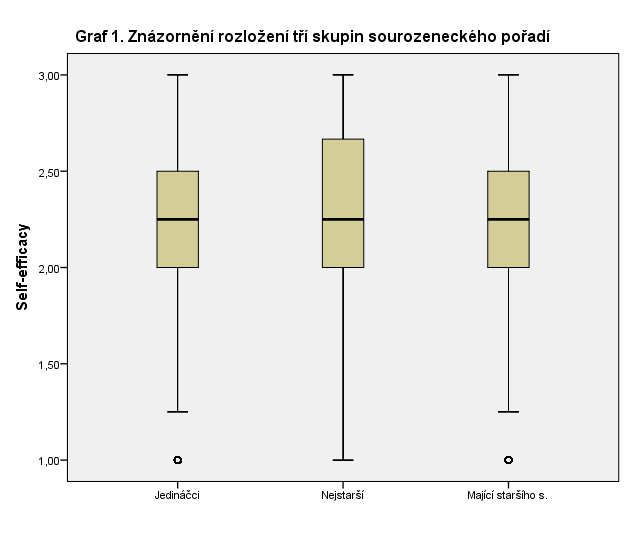 Graf 1. Znázornění rozložení tří skupin sourozeneckého pořadí
3,00
2,50
2,00
1,50
1,00
Self-efficacy
Jedináčci
Nejstarší
Mající staršího s.